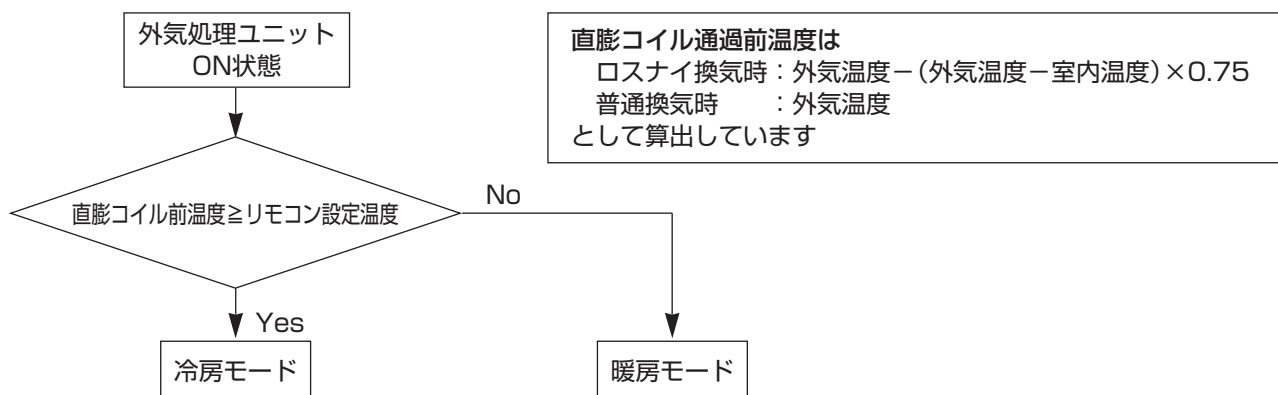 外気処理ユニット
ON状態
直膨コイル前温度≧リモコン設定温度
No
Yes
冷房モード
暖房モード
直膨コイル通過前温度は
ロスナイ換気時：外気温度－(外気温度－室内温度)×0.75
普通換気時　　：外気温度
として算出しています